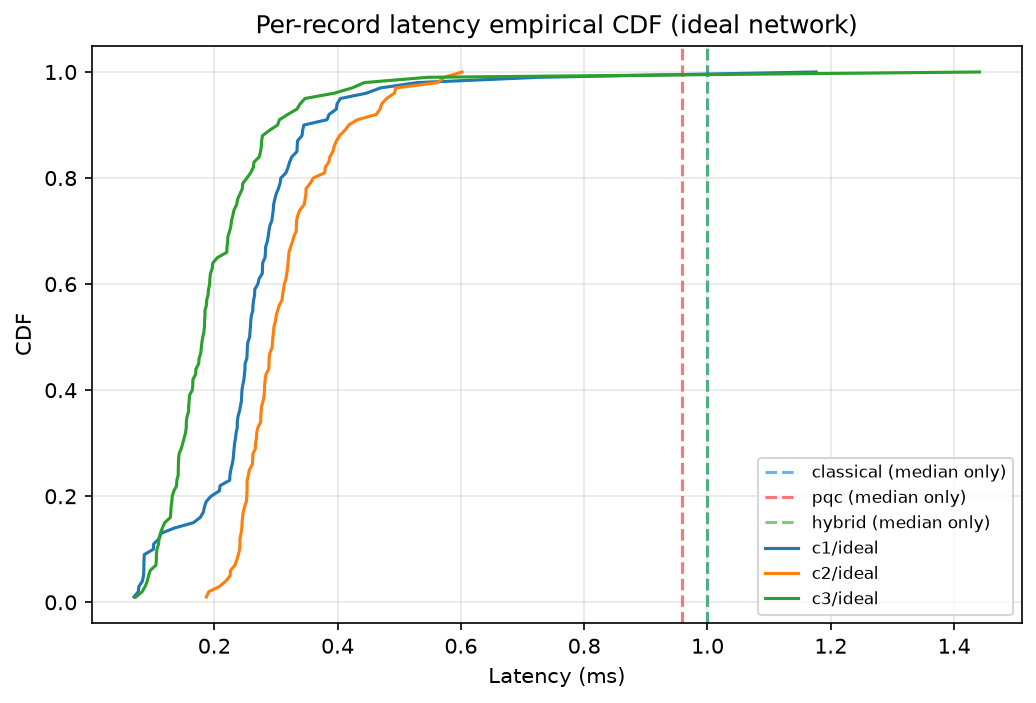 Per-record latency empirical CDF (ideal network)
CDF
1.0
0.8
0.6
0.4
0.2
0.0
classical (median only)
pqc (median only)
hybrid (median only)
c1/ideal
c2/ideal
c3/ideal
0.2 0.4 0.6 0.8 1.0 1.2 1.4
Latency (ms)